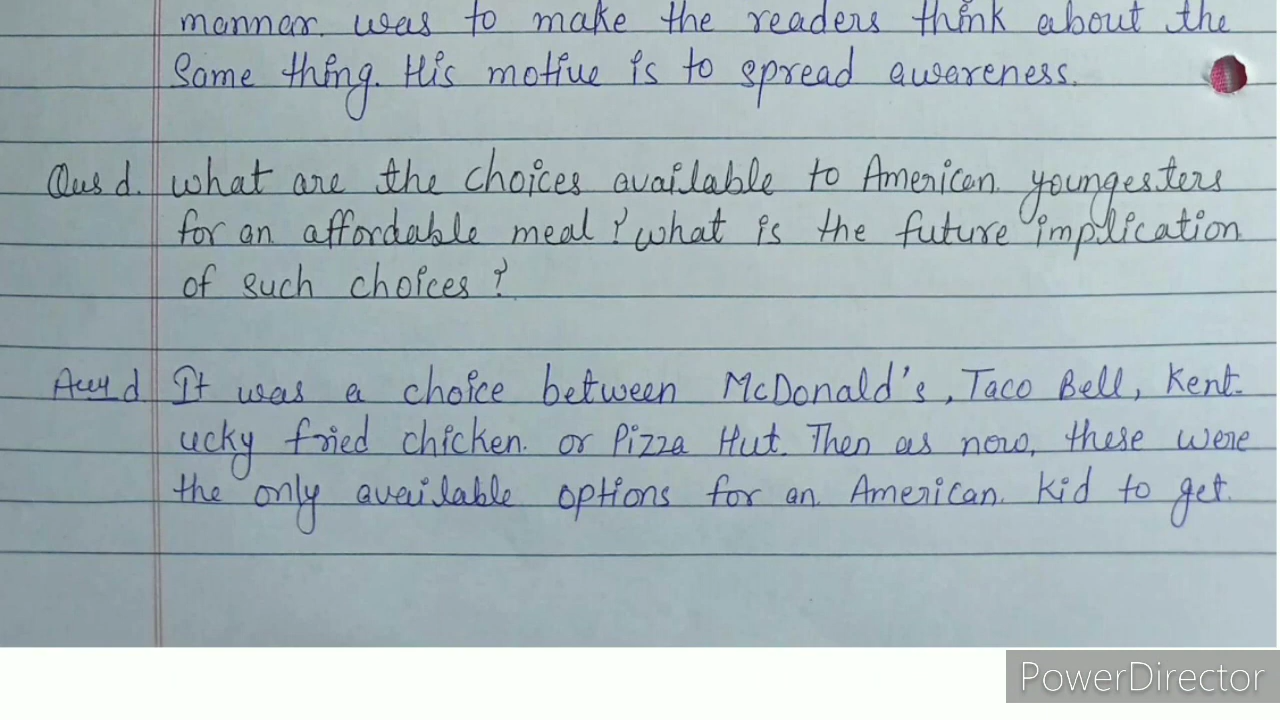 mannar. was to make the readers think about the
Same thing. His motive is to spread awareness.
Qus d. what are the choices available to American youngesters
for an affordable meal ? what is the future implication
of such choices ?
d It was a choice between McDonald's, Taco Bell, Kent-
ucky fried chicken. or Pizza Hut. Then as now, these were
the only available options for an American kid to get.
PowerDirector